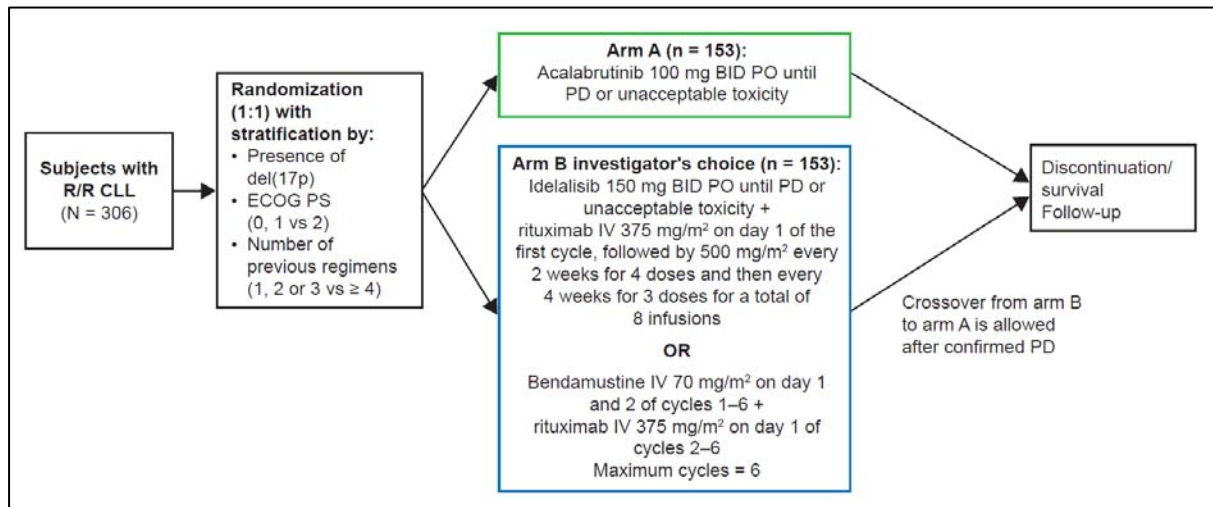 Subjects with
R/R CLL
(N = 306)
Randomization
(1:1) with
stratification by:
• Presence of
del(17p)
• ECOG PS
(0, 1 vs 2)
• Number of
previous regimens
(1, 2 or 3 vs ≥ 4)
Arm A (n = 153):
Acalabrutinib 100 mg BID PO until
PD or unacceptable toxicity
Arm B investigator's choice (n = 153):
Idelalisib 150 mg BID PO until PD or
unacceptable toxicity +
rituximab IV 375 mg/m² on day 1 of the
first cycle, followed by 500 mg/m² every
2 weeks for 4 doses and then every
4 weeks for 3 doses for a total of
8 infusions
OR
Bendamustine IV 70 mg/m² on day 1
and 2 of cycles 1–6 +
rituximab IV 375 mg/m² on day 1 of
cycles 2–6
Maximum cycles = 6
Discontinuation/
survival
Follow-up
Crossover from arm B
to arm A is allowed
after confirmed PD